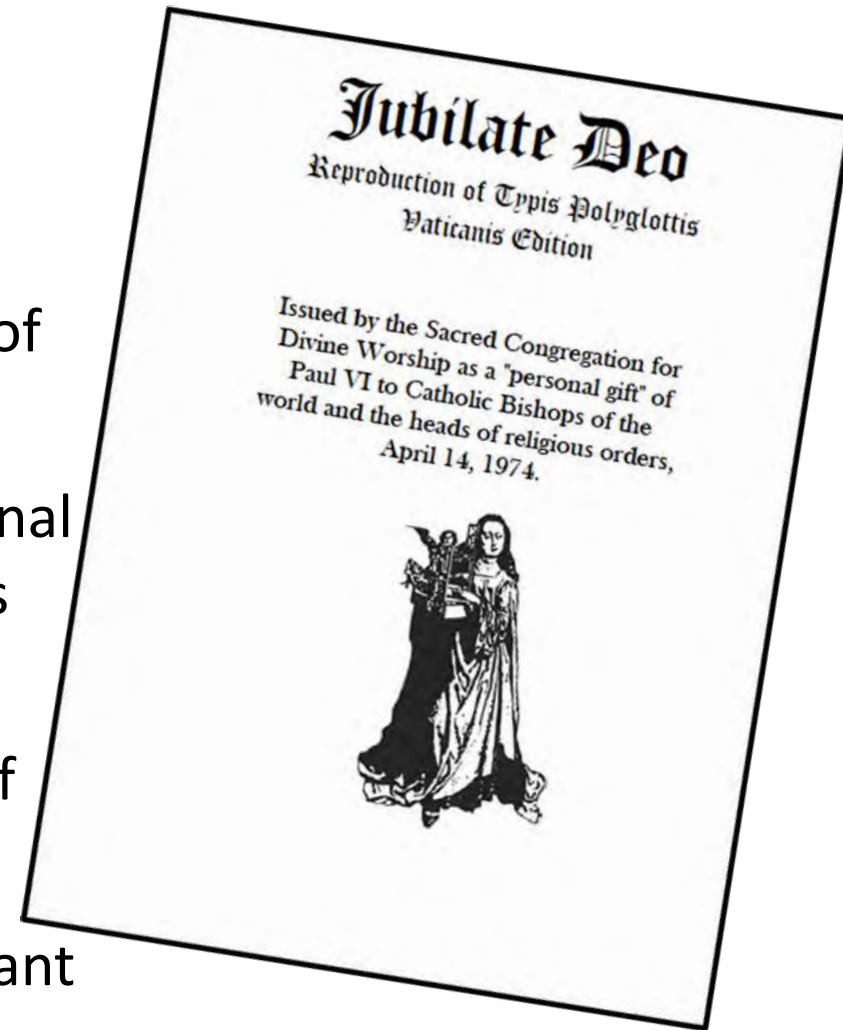 of
nal
s
f
ant
Jubilate Deo
Reproduction of Typis Polyglottis
Vaticanis Edition
Issued by the Sacred Congregation for
Divine Worship as a "personal gift" of
Paul VI to Catholic Bishops of the
world and the heads of religious orders,
April 14, 1974.